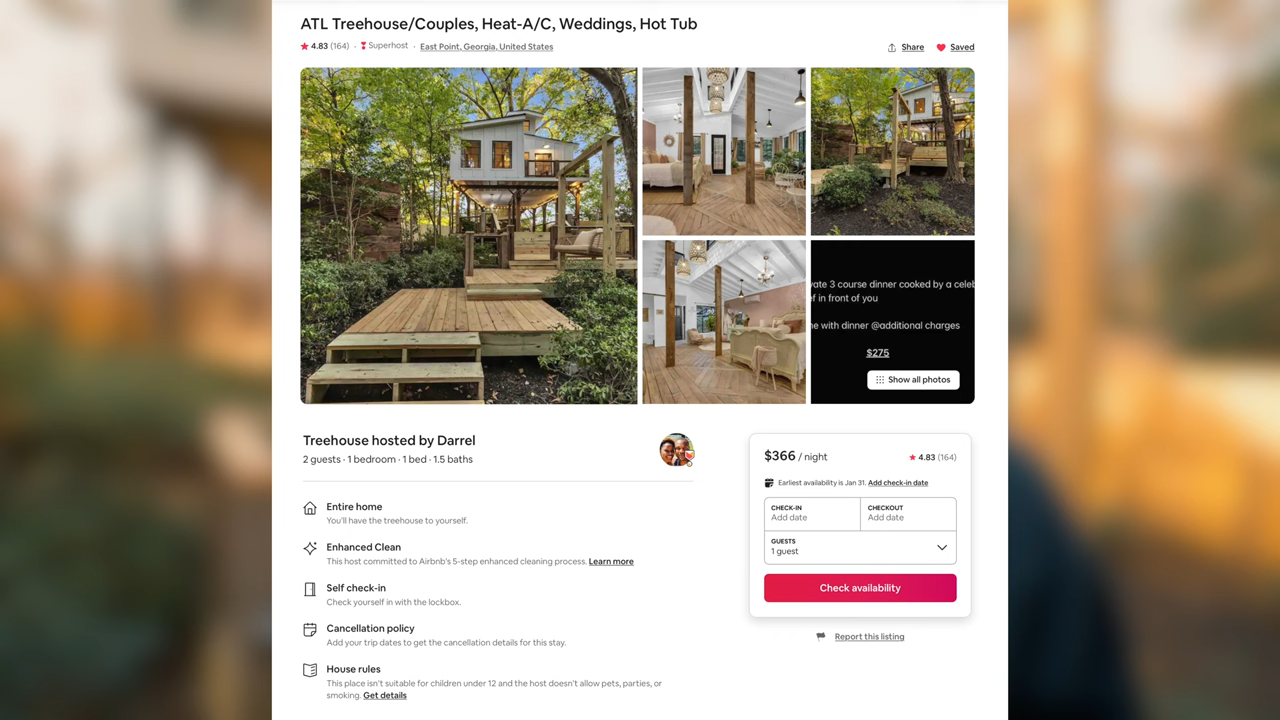 ATL Treehouse/Couples, Heat-A/C, Weddings, Hot Tub
4.83 (164) · Superhost · East Point, Georgia, United States
Share Saved
vate 3 course dinner cooked by a celeb
ef in front of you
ne with dinner @additional charges
$275
Show all photos
Treehouse hosted by Darrel
2 guests · 1 bedroom · 1 bed · 1.5 baths
Entire home
You'll have the treehouse to yourself.
Enhanced Clean
This host committed to Airbnb's 5-step enhanced cleaning process. Learn more
Self check-in
Check yourself in with the lockbox.
Cancellation policy
Add your trip dates to get the cancellation details for this stay.
House rules
This place isn't suitable for children under 12 and the host doesn't allow pets, parties, or
smoking. Get details
$366 / night 4.83 (164)
Earliest availability is Jan 31. Add check-in date
CHECK-IN CHECKOUT
Add date Add date
GUESTS
1 guest
Check availability
Report this listing